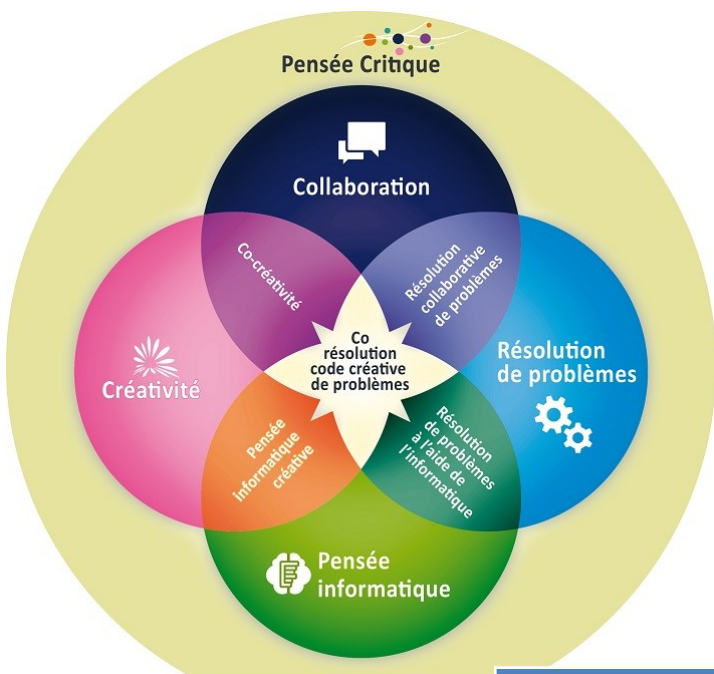 Pensée Critique
Collaboration
Co-créativité
Résolution
collaborative
de problèmes
Créativité
Co
résolution
code créative
de problèmes
Résolution
de problèmes
Pensée
informatique
créative
Résolution
de problèmes
à l'aide de
l'informatique
Pensée
informatique